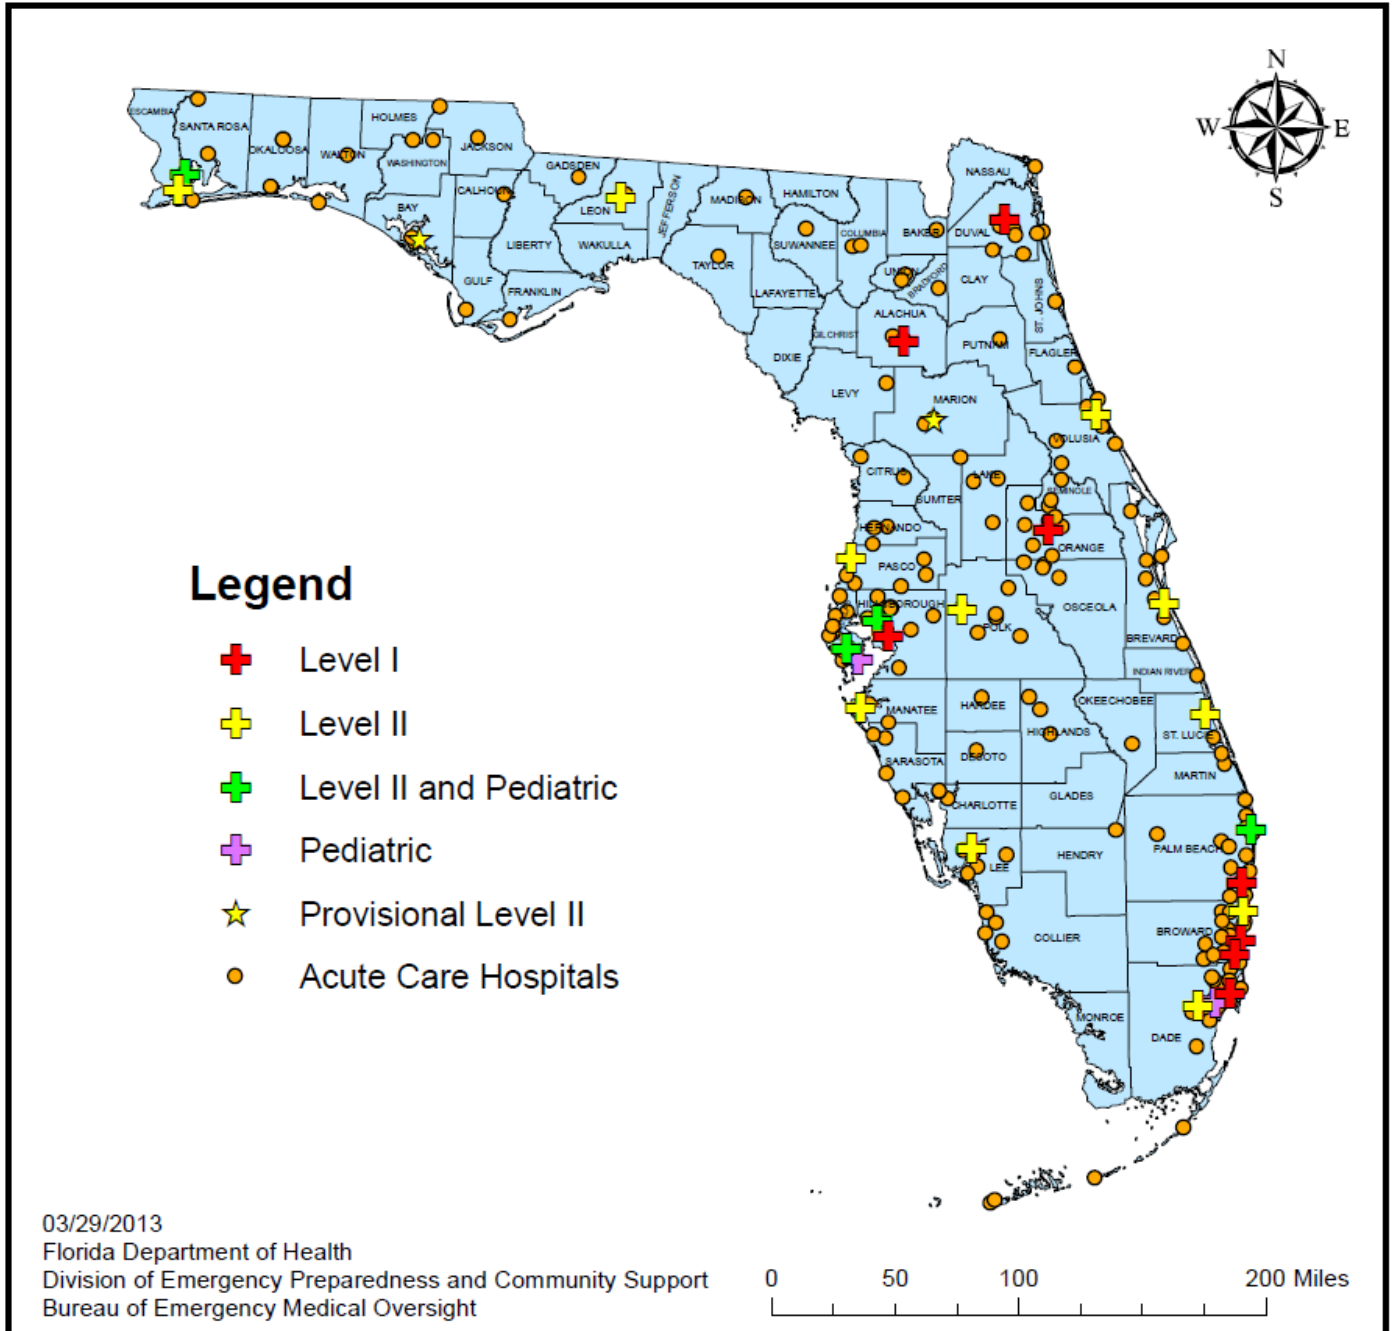 N
W E
S
ESCAMBIA
SANTA ROSA
OKALOOSA
WALTON
HOLMES
WASHINGTON
JACKSON
BAY
CALHOUN
GULF
LIBERTY
FRANKLIN
GADSDEN
LEON
WAKULLA
JEFFERSON
MADISON
TAYLOR
HAMILTON
SUWANNEE
LAFAYETTE
DIXIE
COLUMBIA
GILCHRIST
BAKER
UNION
BRADFORD
ALACHUA
LEVY
NASSAU
DUVAL
CLAY
ST. JOHNS
PUTNAM
FLAGLER
MARION
VOLUSIA
CITRUS
SUMTER
LAKE
SEMINOLE
HERNANDO
ORANGE
PASCO
HILLSBOROUGH
POLK
OSCEOLA
BREVARD
INDIAN RIVER
MANATEE
HARDEE
HIGHLANDS
OKEECHOBEE
ST. LUCIE
SARASOTA
DESOTO
MARTIN
CHARLOTTE
GLADES
LEE
HENDRY
PALM BEACH
COLLIER
BROWARD
MONROE
DADE
Legend
Level I
Level II
Level II and Pediatric
Pediatric
Provisional Level II
Acute Care Hospitals
03/29/2013
Florida Department of Health
Division of Emergency Preparedness and Community Support
Bureau of Emergency Medical Oversight
0 50 100 200 Miles